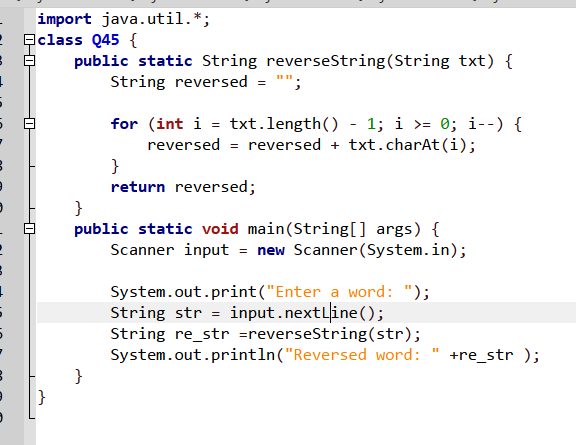 import java.util.*;
class Q45 {
    public static String reverseString(String txt) {
        String reversed = "";

        for (int i = txt.length() - 1; i >= 0; i--) {
            reversed = reversed + txt.charAt(i);
        }
        return reversed;
    }
    public static void main(String[] args) {
        Scanner input = new Scanner(System.in);

        System.out.print("Enter a word: ");
        String str = input.nextLine();
        String re_str =reverseString(str);
        System.out.println("Reversed word: " +re_str );
    }
}